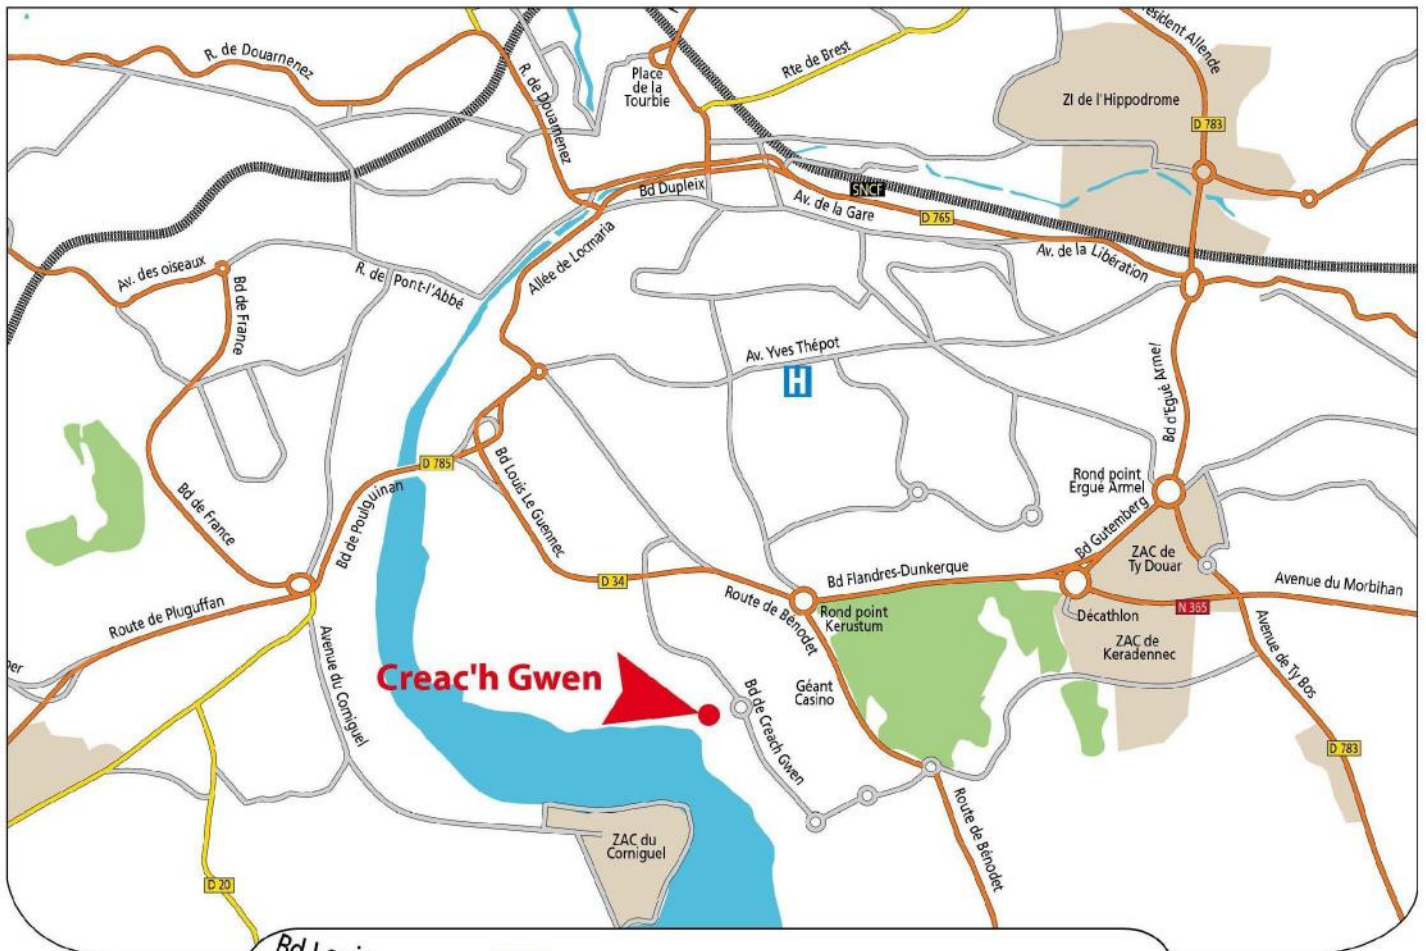 R. de Douarnenez
R. de Douarnenez
Place
de la
Tourbie
Rte de Brest
ésident Allende
ZI de l'Hippodrome
D 783
Bd Dupleix
SNCF
Av. de la Gare
D 765
Av. de la Libération
Av. des oiseaux
Bd de France
R. de Pont-l'Abbé
Allée de Locmaria
Av. Yves Thépot
H
Bd d'Ergué Armel
D 785
Bd de Poulguinan
Bd Louis Le Guennec
Bd de France
Rond point
Ergué Armel
Bd Gutemberg
ZAC de
Ty Douar
D 34
Bd Flandres-Dunkerque
Avenue du Morbihan
N 365
Route de Pluguffan
Route de Bénodet
Rond point
Kerustum
Décathlon
ZAC de
Keradennec
Avenue de Ty Bos
per
Avenue du Corniguel
Creac'h Gwen
Géant
Casino
Bd de Creach Gwen
D 783
Route de Bénodet
ZAC du
Corniguel
D 20